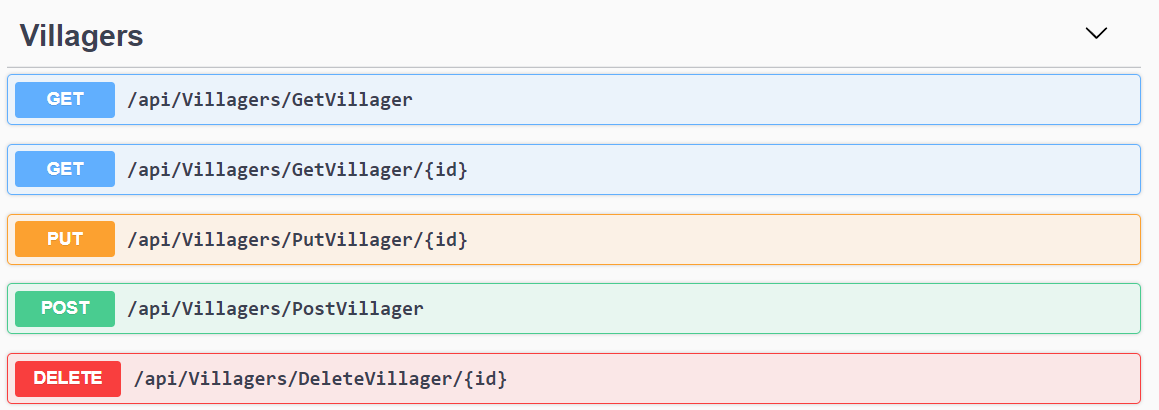 Villagers
GET /api/Villagers/GetVillager
GET /api/Villagers/GetVillager/{id}
PUT /api/Villagers/PutVillager/{id}
POST /api/Villagers/PostVillager
DELETE /api/Villagers/DeleteVillager/{id}